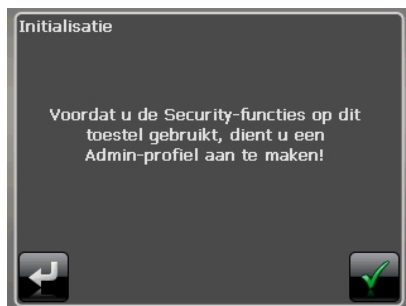 Initialisatie
Voordat u de Security-functies op dit
toestel gebruikt, dient u een
Admin-profiel aan te maken!